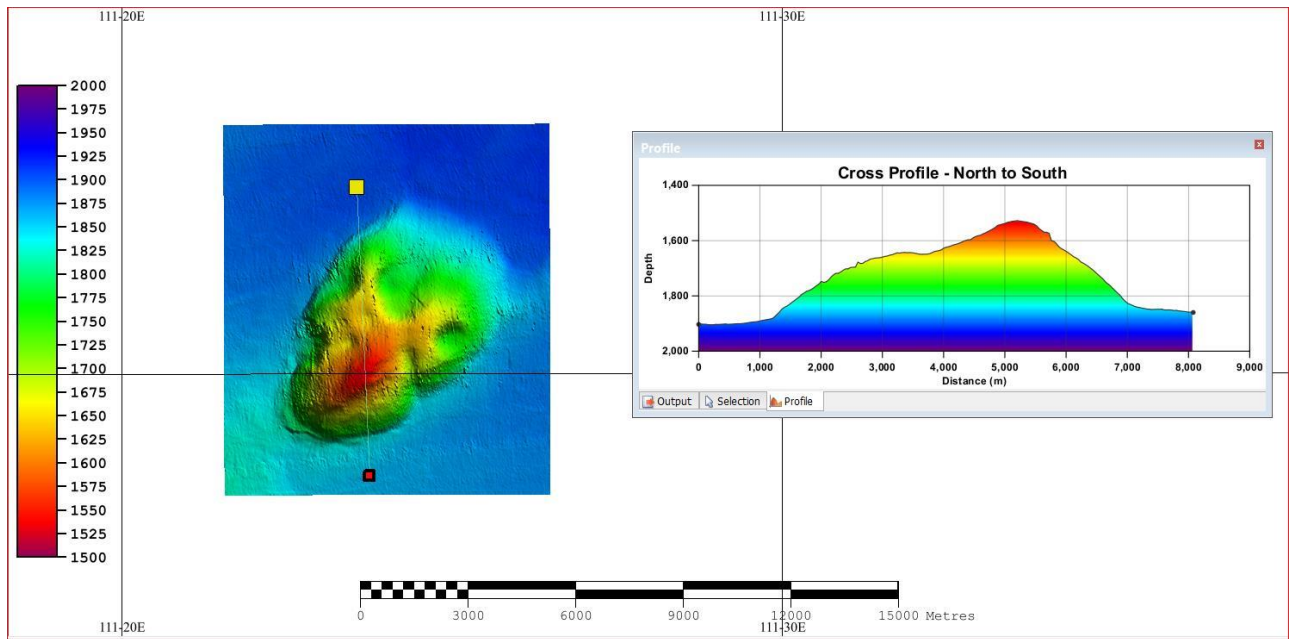 111-20E
111-30E
2000
1975
1950
1925
1900
1875
1850
1825
1800
1775
1750
1725
1700
1675
1650
1625
1600
1575
1550
1525
1500
Profile
Cross Profile - North to South
1,400
1,600
1,800
2,000
Depth
0 1,000 2,000 3,000 4,000 5,000 6,000 7,000 8,000 9,000
Distance (m)
Output Selection Profile
0 3000 6000 9000 12000 15000 Metres
111-20E
111-30E